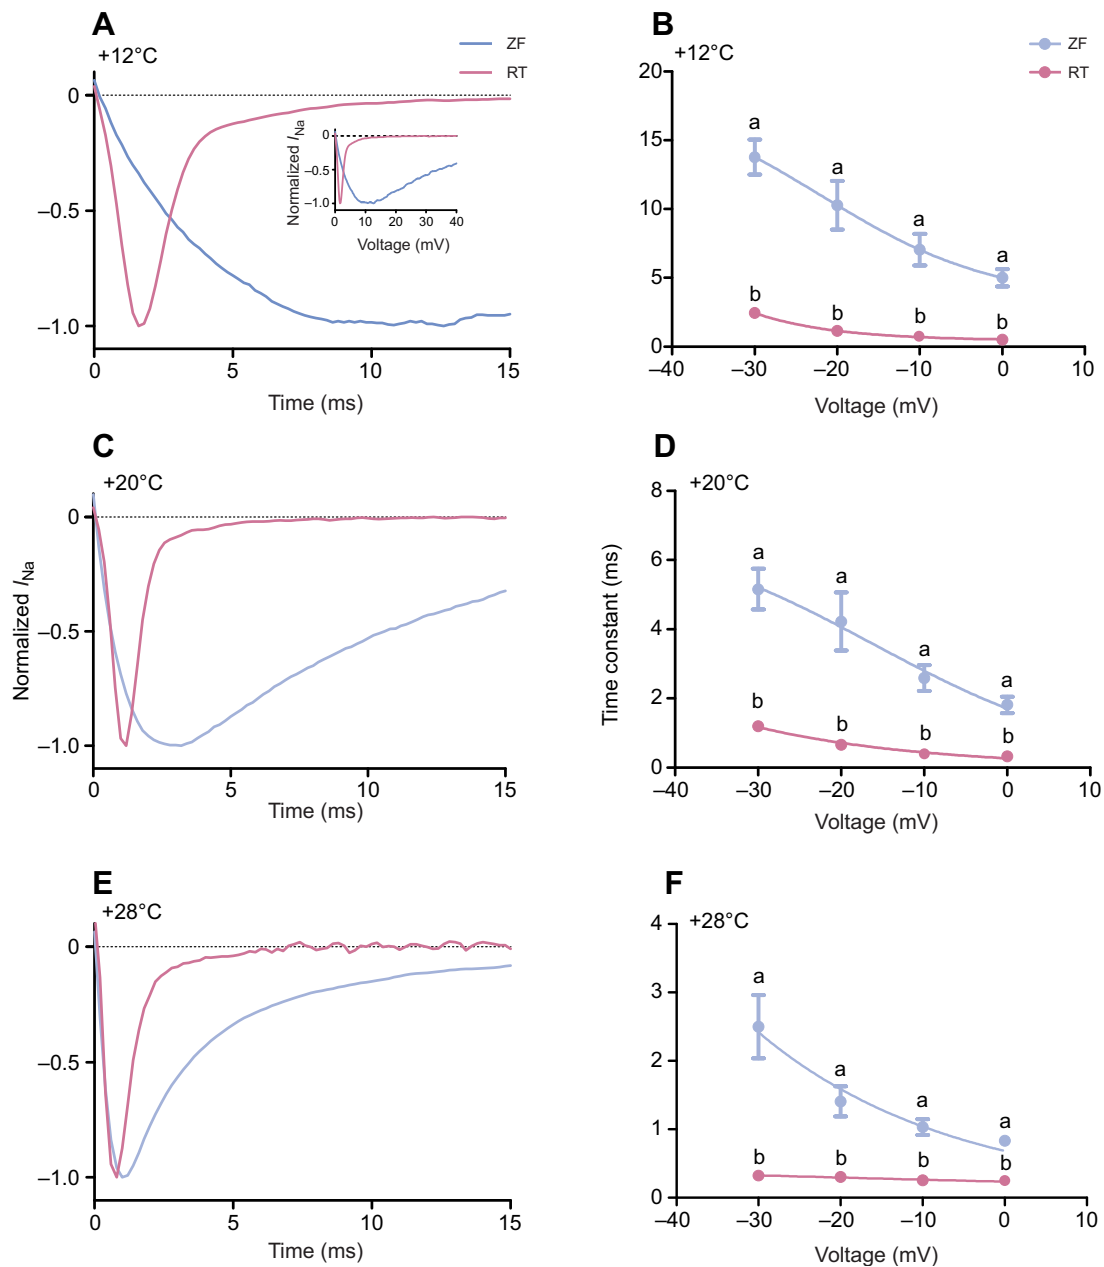 A
+12°C
ZF
RT
0
–0.5
–1.0
0
5
10
15
Time (ms)
Normalized INa
0
–0.5
–1.0
0
10
20
30
40
Voltage (mV)
B
+12°C
ZF
RT
20
15
10
5
0
a
a
a
a
b
b
b
b
–40
–30
–20
–10
0
10
Voltage (mV)
C
+20°C
Normalized INa
0
–0.5
–1.0
0
5
10
15
Time (ms)
D
+20°C
Time constant (ms)
8
6
4
2
0
a
a
a
a
b
b
b
b
–40
–30
–20
–10
0
10
Voltage (mV)
E
+28°C
0
–0.5
–1.0
0
5
10
15
Time (ms)
F
+28°C
4
3
2
1
0
a
a
a
a
b
b
b
b
–40
–30
–20
–10
0
10
Voltage (mV)